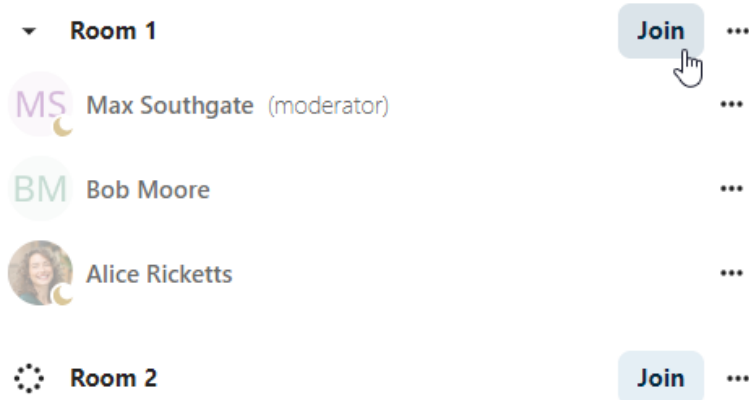 Room 1 Join
MS Max Southgate (moderator)
BM Bob Moore
Alice Ricketts
Room 2 Join